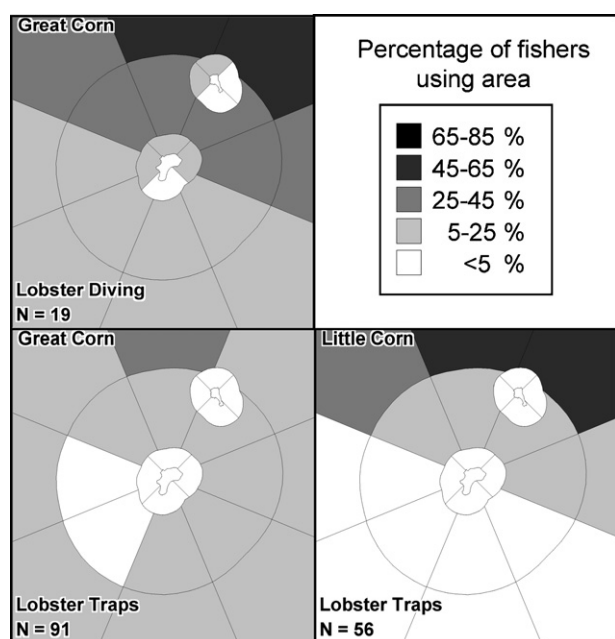 Great Corn
Lobster Diving
N = 19
Percentage of fishers
using area
65-85 %
45-65 %
25-45 %
5-25 %
<5 %
Great Corn
Lobster Traps
N = 91
Little Corn
Lobster Traps
N = 56